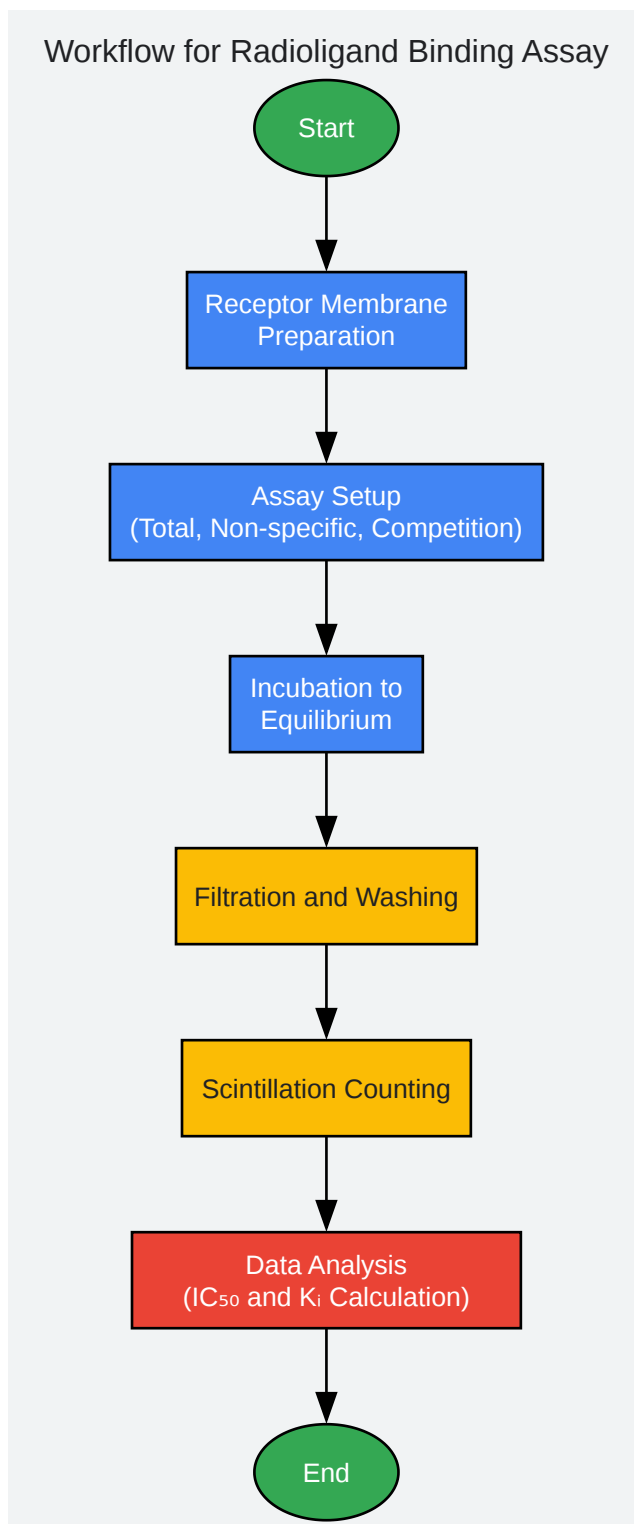 Workflow for Radioligand Binding Assay
Start
Receptor Membrane
Preparation
Assay Setup
(Total, Non-specific, Competition)
Incubation to
Equilibrium
Filtration and Washing
Scintillation Counting
Data Analysis
(IC₅₀ and Kᵢ Calculation)
End